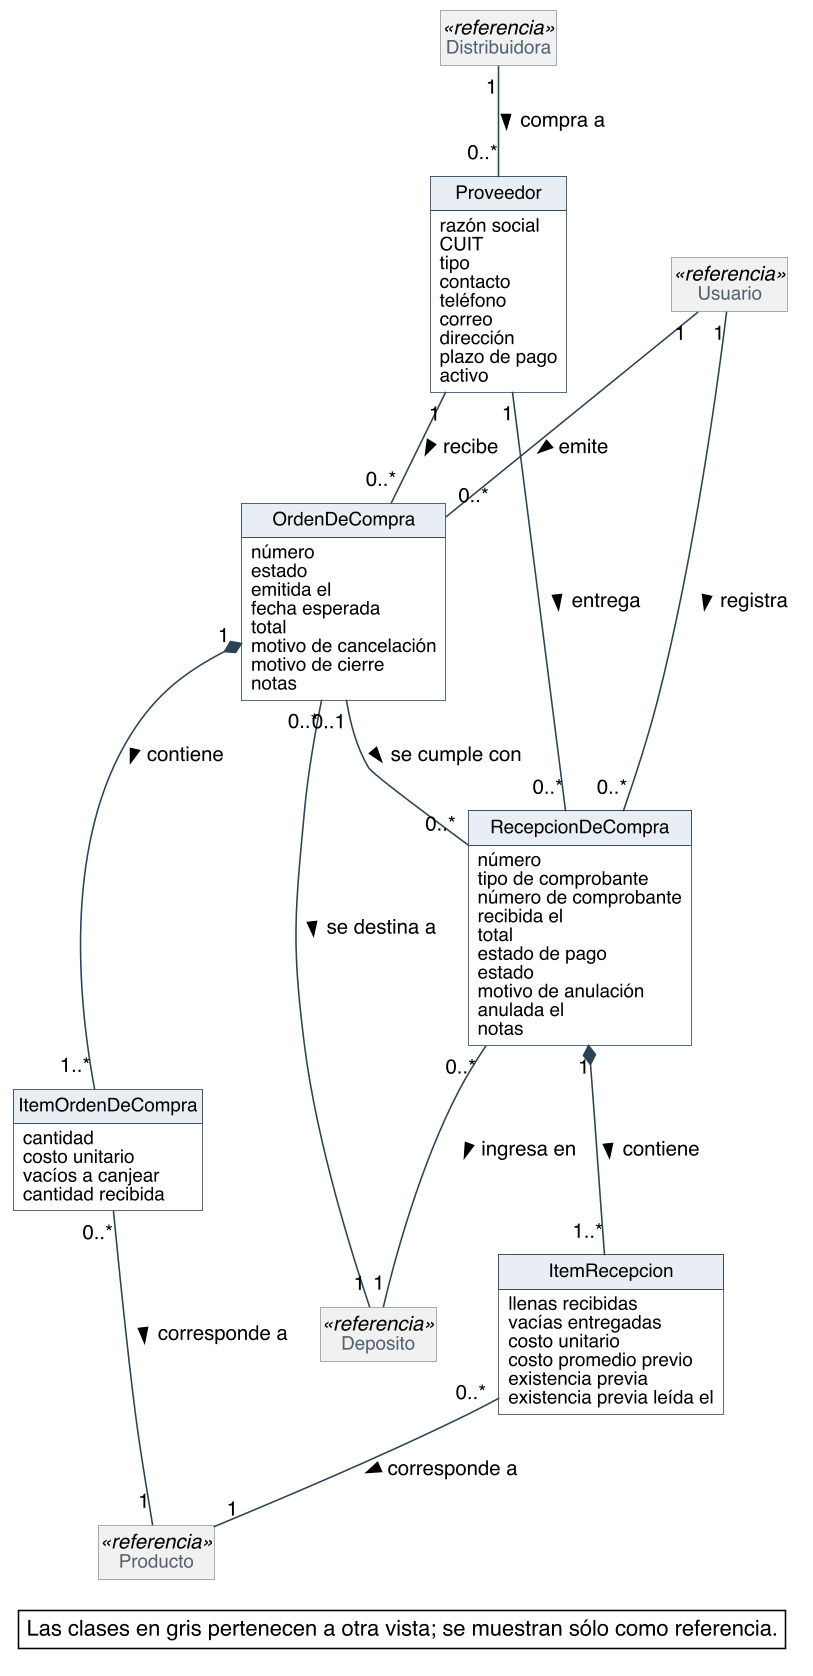 «referencia»
Distribuidora
1
compra a
0..*
Proveedor
razón social
CUIT
tipo
contacto
teléfono
correo
dirección
plazo de pago
activo
«referencia»
Usuario
1
1
1
1
recibe
emite
0..*
0..*
OrdenDeCompra
número
estado
emitida el
fecha esperada
total
motivo de cancelación
motivo de cierre
notas
entrega
registra
1
0..*
0..1
contiene
se cumple con
0..*
0..*
0..*
RecepcionDeCompra
número
tipo de comprobante
número de comprobante
recibida el
total
estado de pago
estado
motivo de anulación
anulada el
notas
se destina a
1..*
0..*
1
ItemOrdenDeCompra
cantidad
costo unitario
vacíos a canjear
cantidad recibida
ingresa en
contiene
0..*
1..*
ItemRecepcion
llenas recibidas
vacías entregadas
costo unitario
costo promedio previo
existencia previa
existencia previa leída el
1
1
«referencia»
Deposito
corresponde a
0..*
corresponde a
1
1
«referencia»
Producto
Las clases en gris pertenecen a otra vista; se muestran sólo como referencia.